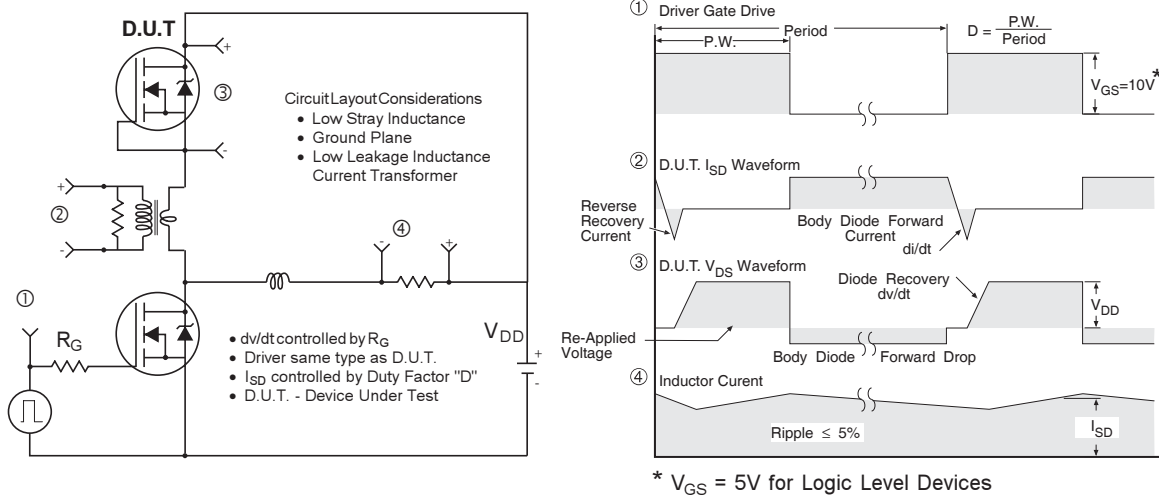 D.U.T
+
③
-
Circuit Layout Considerations
• Low Stray Inductance
• Ground Plane
• Low Leakage Inductance
Current Transformer
+
②
-
④
-
+
①
R_G
• dv/dt controlled by R_G
• Driver same type as D.U.T.
• I_SD controlled by Duty Factor "D"
• D.U.T. - Device Under Test
V_DD
+
-
① Driver Gate Drive
P.W.
Period
D = P.W. / Period
V_GS=10V*
② D.U.T. I_SD Waveform
Reverse
Recovery
Current
Body Diode Forward
Current
di/dt
③ D.U.T. V_DS Waveform
Diode Recovery
dv/dt
V_DD
Re-Applied
Voltage
Body Diode Forward Drop
④ Inductor Curent
Ripple ≤ 5%
I_SD
* V_GS = 5V for Logic Level Devices